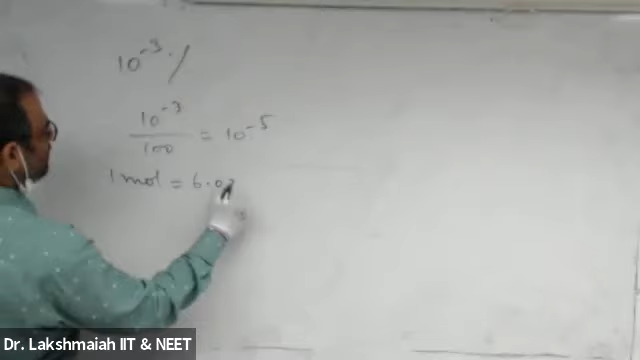 10⁻³ %
10⁻³/100 = 10⁻⁵
1 mol = 6.02
Dr. Lakshmaiah IIT & NEET